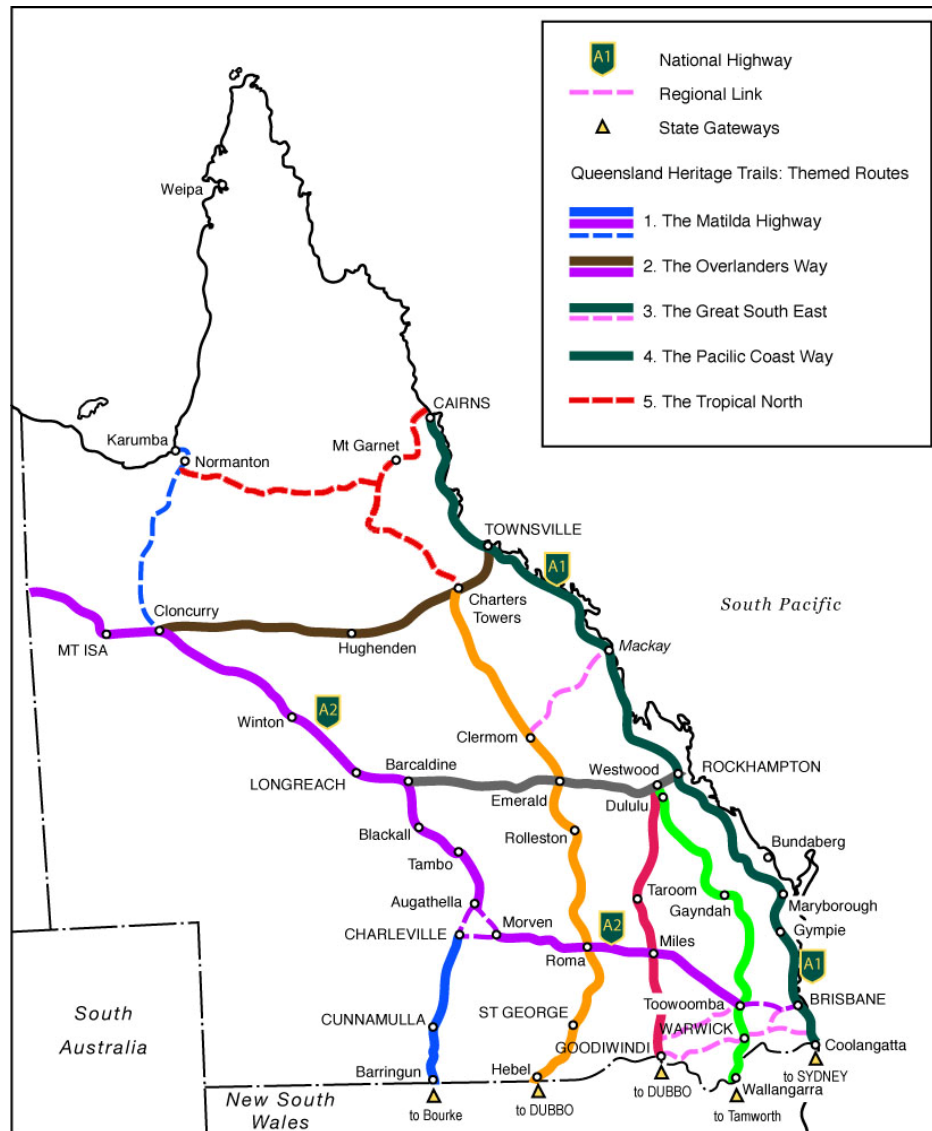 A1
National Highway
Regional Link
State Gateways
Queensland Heritage Trails: Themed Routes
1. The Matilda Highway
2. The Overlanders Way
3. The Great South East
4. The Pacific Coast Way
5. The Tropical North
Weipa
CAIRNS
Karumba
Mt Garnet
Normanton
TOWNSVILLE
A1
Cloncurry
Charters
Towers
South Pacific
MT ISA
Hughenden
Mackay
A2
Winton
Clermom
Barcaldine
Westwood
ROCKHAMPTON
LONGREACH
Emerald
Dululu
Blackall
Rolleston
Bundaberg
Tambo
Taroom
Augathella
Gayndah
Maryborough
CHARLEVILLE
Morven
A2
Miles
Gympie
Roma
A1
Toowoomba
BRISBANE
South
Australia
CUNNAMULLA
ST GEORGE
WARWICK
GOODIWINDI
Coolangatta
Barringun
Hebel
to SYDNEY
New South
Wales
to Bourke
to DUBBO
to DUBBO
Wallangarra
to Tamworth